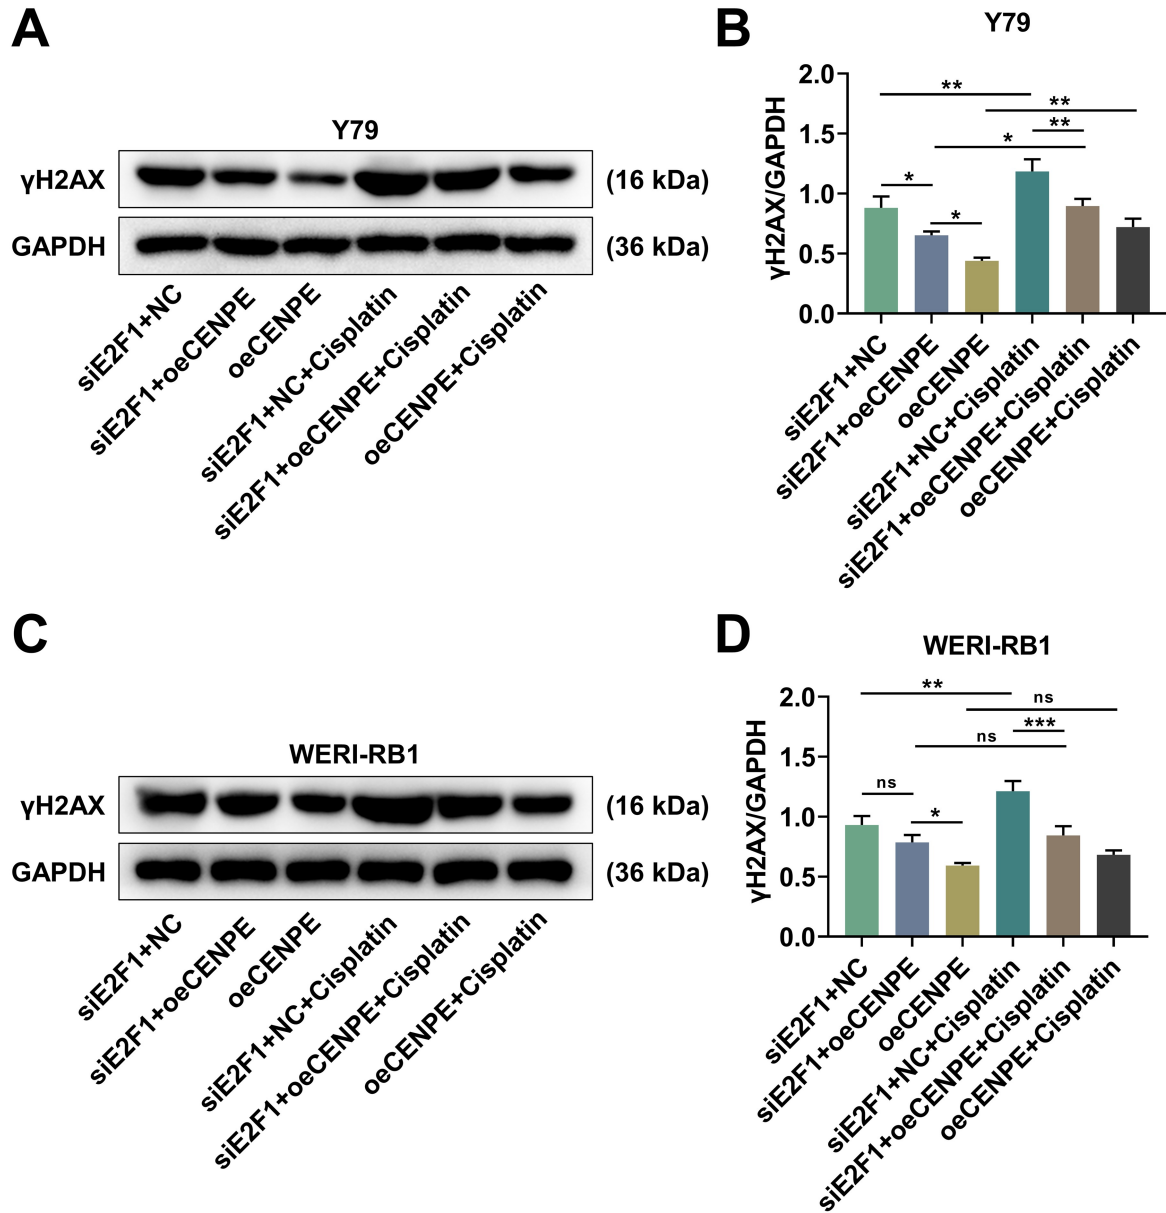 A
Y79
γH2AX
(16 kDa)
GAPDH
(36 kDa)
siE2F1+NC
siE2F1+oeCENPE
oeCENPE
siE2F1+NC+Cisplatin
siE2F1+oeCENPE+Cisplatin
oeCENPE+Cisplatin
B
Y79
γH2AX/GAPDH
2.0
1.5
1.0
0.5
0.0
**
**
**
*
*
*
siE2F1+NC
siE2F1+oeCENPE
oeCENPE
siE2F1+NC+Cisplatin
siE2F1+oeCENPE+Cisplatin
oeCENPE+Cisplatin
C
WERI-RB1
γH2AX
(16 kDa)
GAPDH
(36 kDa)
siE2F1+NC
siE2F1+oeCENPE
oeCENPE
siE2F1+NC+Cisplatin
siE2F1+oeCENPE+Cisplatin
oeCENPE+Cisplatin
D
WERI-RB1
γH2AX/GAPDH
2.0
1.5
1.0
0.5
0.0
**
ns
***
ns
ns
*
siE2F1+NC
siE2F1+oeCENPE
oeCENPE
siE2F1+NC+Cisplatin
siE2F1+oeCENPE+Cisplatin
oeCENPE+Cisplatin